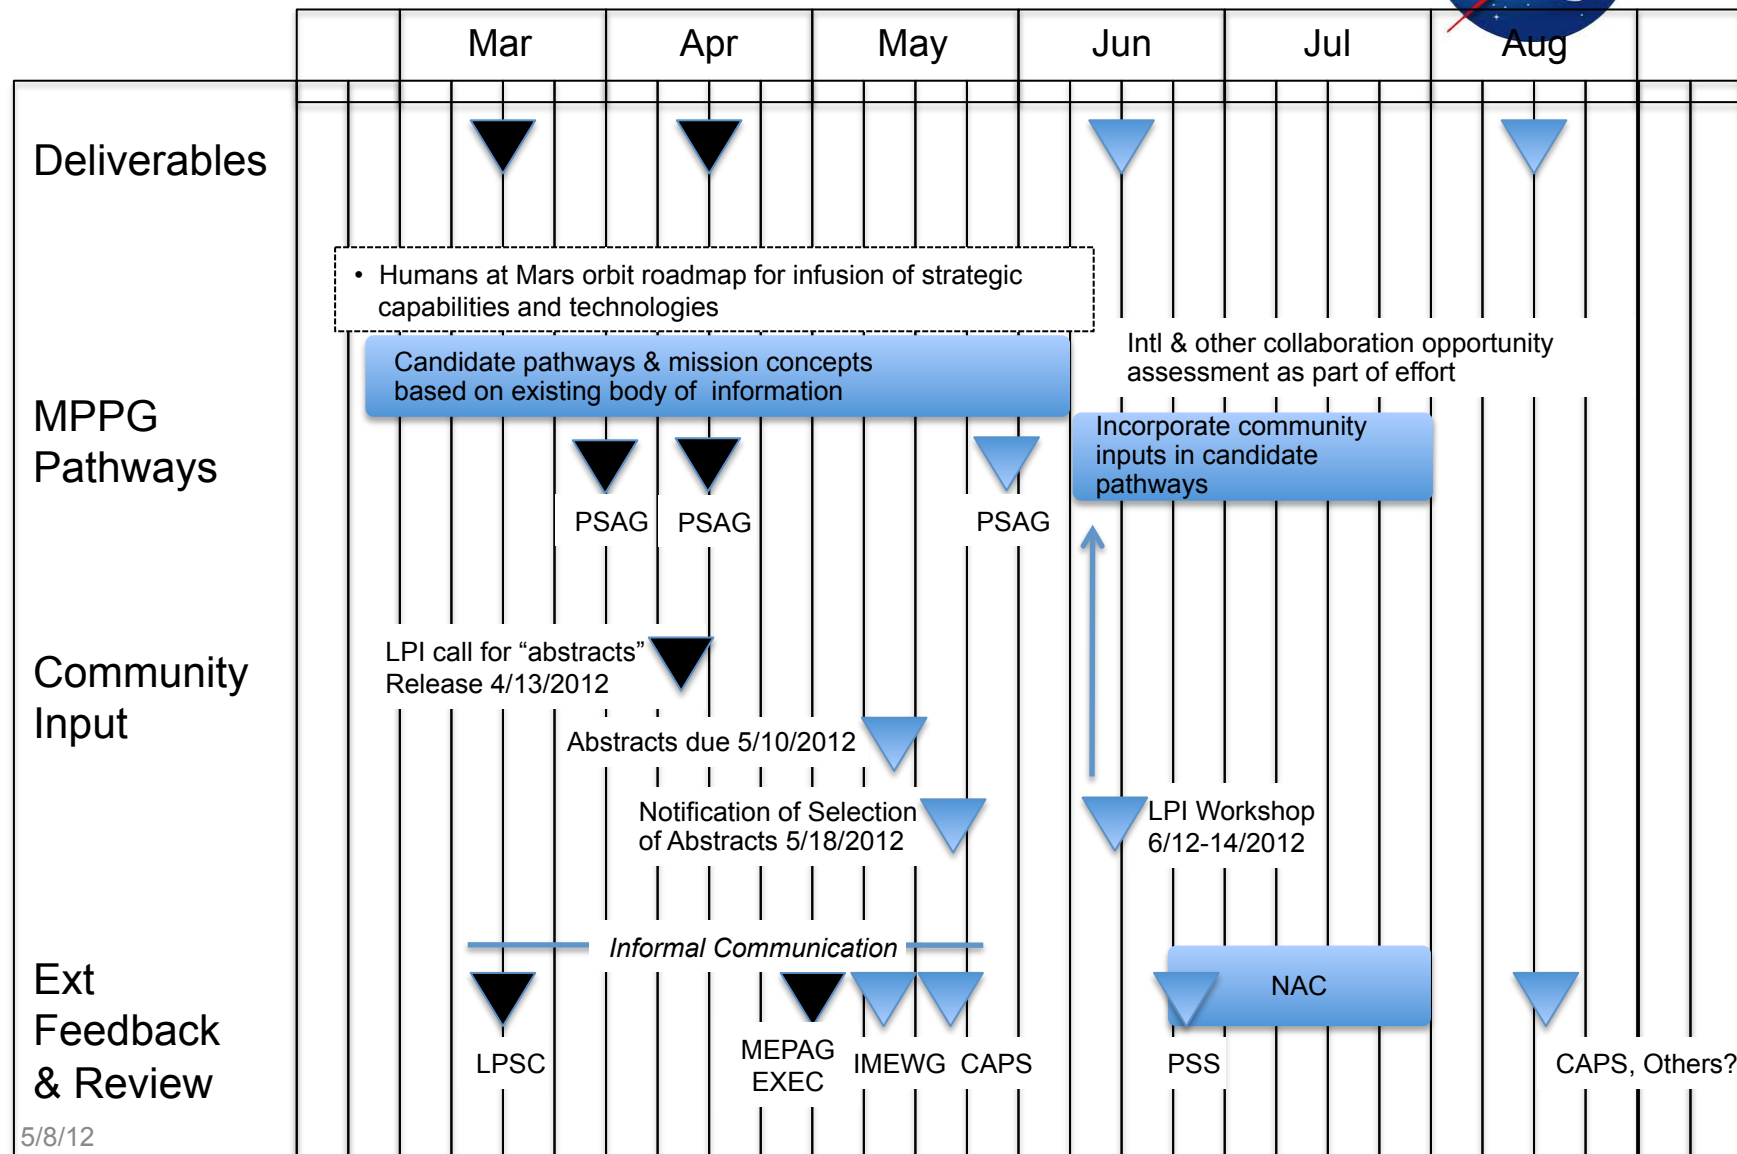 Mar Apr May Jun Jul Aug
Deliverables
• Humans at Mars orbit roadmap for infusion of strategic
capabilities and technologies
Candidate pathways & mission concepts
based on existing body of information
Intl & other collaboration opportunity
assessment as part of effort
MPPG
Pathways
Incorporate community
inputs in candidate
pathways
PSAG PSAG PSAG
Community
Input
LPI call for “abstracts”
Release 4/13/2012
Abstracts due 5/10/2012
Notification of Selection
of Abstracts 5/18/2012
LPI Workshop
6/12-14/2012
Ext
Feedback
& Review
Informal Communication
NAC
LPSC
MEPAG
EXEC
IMEWG
CAPS
PSS
CAPS, Others?
5/8/12